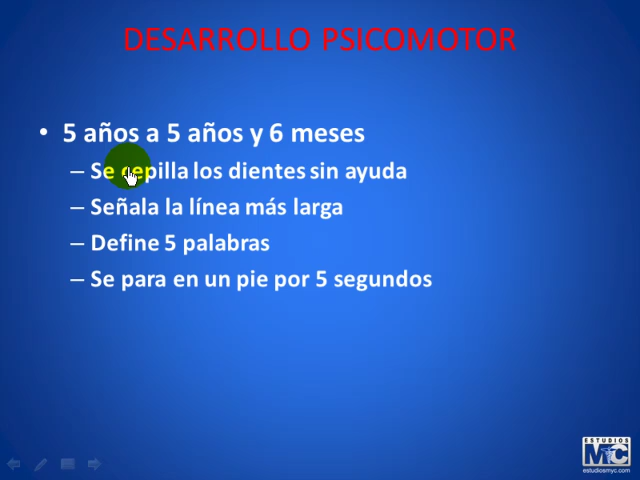 DESARROLLO PSICOMOTOR
• 5 años a 5 años y 6 meses
– Se cepilla los dientes sin ayuda
– Señala la línea más larga
– Define 5 palabras
– Se para en un pie por 5 segundos
ESTUDIOS
MyC
estudiosmyc.com